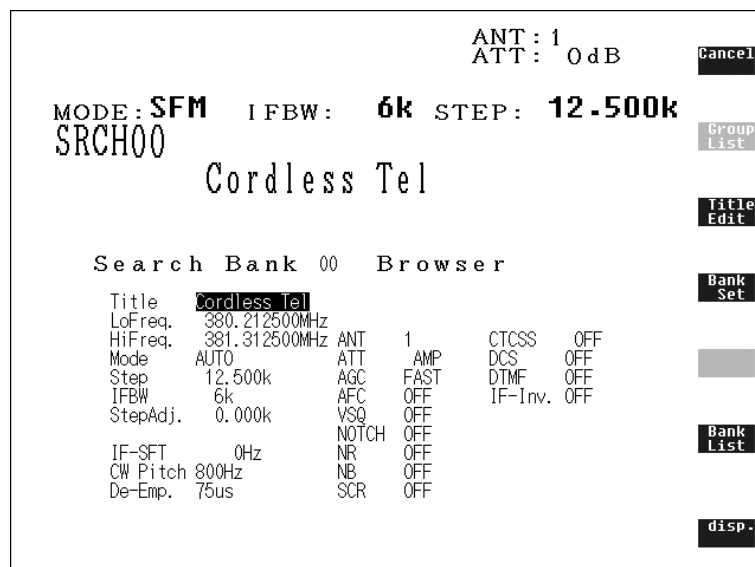 ANT:1
ATT: 0dB
Cancel
MODE:SFM IFBW: 6k STEP: 12.500k
SRCH00
Group List
Cordless Tel
Title Edit
Search Bank 00 Browser
Bank Set
Title Cordless Tel
LoFreq. 380.212500MHz
HiFreq. 381.312500MHz ANT 1 CTCSS OFF
Mode AUTO ATT AMP DCS OFF
Step 12.500k AGC FAST DTMF OFF
IFBW 6k AFC OFF IF-Inv. OFF
StepAdj. 0.000k VSQ OFF
NOTCH OFF
Bank List
IF-SFT 0Hz NR OFF
CW Pitch 800Hz NB OFF
De-Emp. 75us SCR OFF
disp.